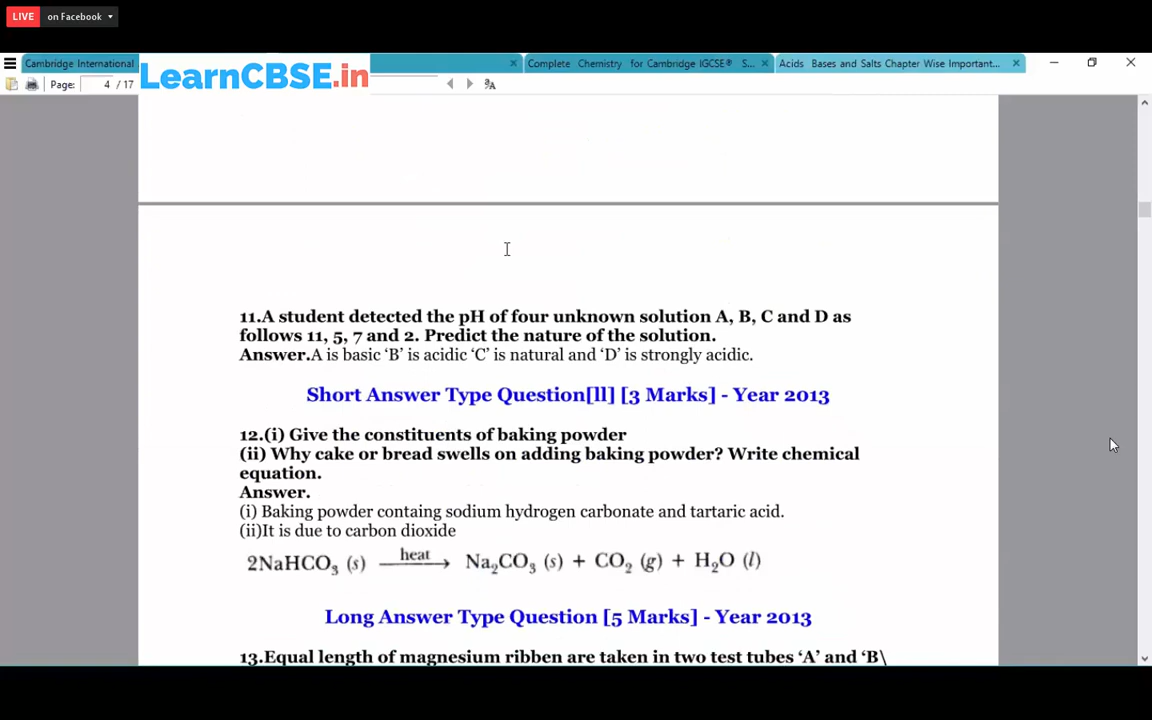 LIVE on Facebook
Cambridge International
Complete Chemistry for Cambridge IGCSE® S...
Acids Bases and Salts Chapter Wise Important...
Page: 4 / 17
LearnCBSE.in
11.A student detected the pH of four unknown solution A, B, C and D as
follows 11, 5, 7 and 2. Predict the nature of the solution.
Answer.A is basic ‘B’ is acidic ‘C’ is natural and ‘D’ is strongly acidic.
Short Answer Type Question[ll] [3 Marks] - Year 2013
12.(i) Give the constituents of baking powder
(ii) Why cake or bread swells on adding baking powder? Write chemical
equation.
Answer.
(i) Baking powder containg sodium hydrogen carbonate and tartaric acid.
(ii)It is due to carbon dioxide
2NaHCO₃ (s) —heat→ Na₂CO₃ (s) + CO₂ (g) + H₂O (l)
Long Answer Type Question [5 Marks] - Year 2013
13.Equal length of magnesium ribben are taken in two test tubes ‘A’ and ‘B\